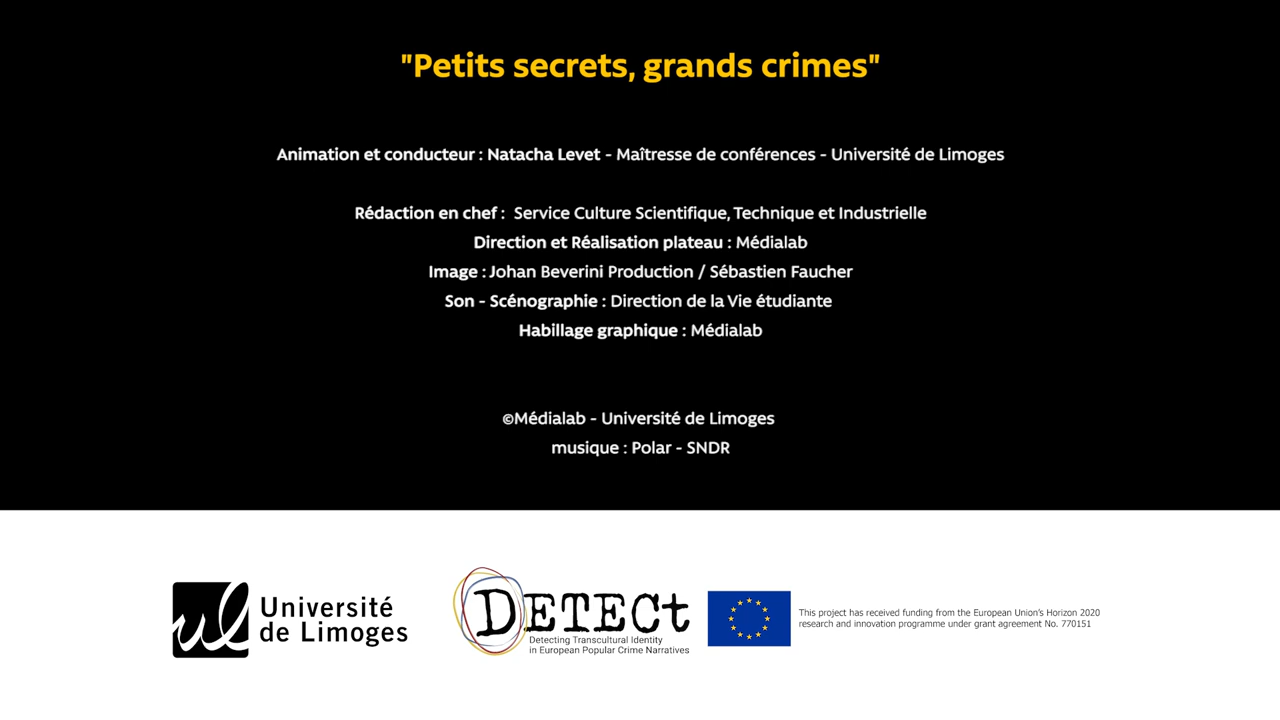 "Petits secrets, grands crimes"
Animation et conducteur : Natacha Levet - Maîtresse de conférences - Université de Limoges
Rédaction en chef : Service Culture Scientifique, Technique et Industrielle
Direction et Réalisation plateau : Médialab
Image : Johan Beverini Production / Sébastien Faucher
Son - Scénographie : Direction de la Vie étudiante
Habillage graphique : Médialab
©Médialab - Université de Limoges
musique : Polar - SNDR
ul
Université
de Limoges
DETECt
Detecting Transcultural Identity
in European Popular Crime Narratives
This project has received funding from the European Union's Horizon 2020
research and innovation programme under grant agreement No. 770151